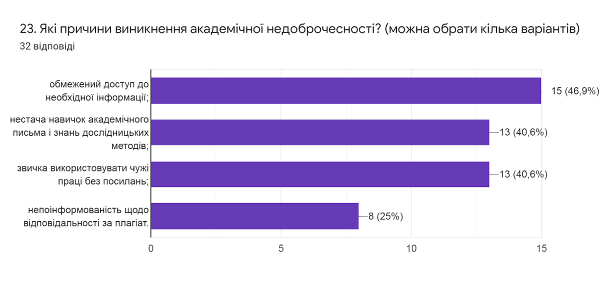 23. Які причини виникнення академічної недоброчесності? (можна обрати кілька варіантів)
32 відповіді
обмежений доступ до
необхідної інформації;
15 (46,9%)
нестача навичок академічного
письма і знань дослідницьких
методів;
13 (40,6%)
звичка використовувати чужі
праці без посилань;
13 (40,6%)
непоінформованість щодо
відповідальності за плагіат.
8 (25%)
0 5 10 15